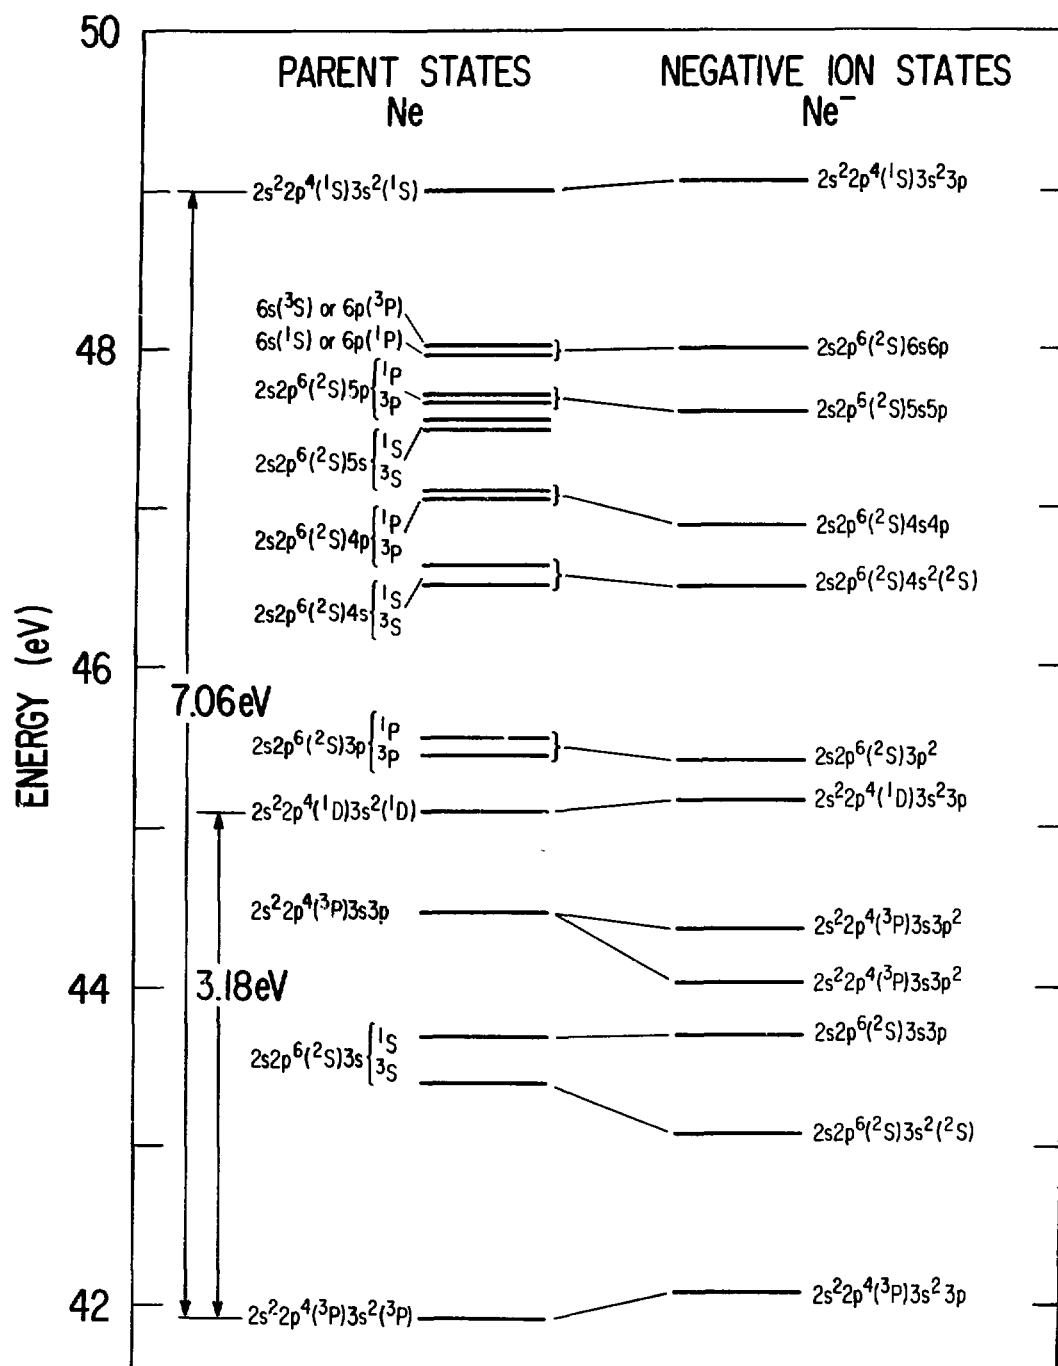 50
PARENT STATES
Ne
NEGATIVE ION STATES
Ne⁻
2s²2p⁴(¹S)3s²(¹S)
2s²2p⁴(¹S)3s²3p
6s(³S) or 6p(³P)
48
6s(¹S) or 6p(¹P)
2s2p⁶(²S)6s6p
2s2p⁶(²S)5p{¹P ³P
2s2p⁶(²S)5s5p
2s2p⁶(²S)5s{¹S ³S
2s2p⁶(²S)4p{¹P ³P
2s2p⁶(²S)4s4p
2s2p⁶(²S)4s{¹S ³S
2s2p⁶(²S)4s²(²S)
ENERGY (eV)
46
7.06eV
2s2p⁶(²S)3p{¹P ³P
2s2p⁶(²S)3p²
2s²2p⁴(¹D)3s²(¹D)
2s²2p⁴(¹D)3s²3p
2s²2p⁴(³P)3s3p
2s²2p⁴(³P)3s3p²
44
3.18eV
2s²2p⁴(³P)3s3p²
2s2p⁶(²S)3s{¹S ³S
2s2p⁶(²S)3s3p
2s2p⁶(²S)3s²(²S)
42
2s²2p⁴(³P)3s²(³P)
2s²2p⁴(³P)3s²3p